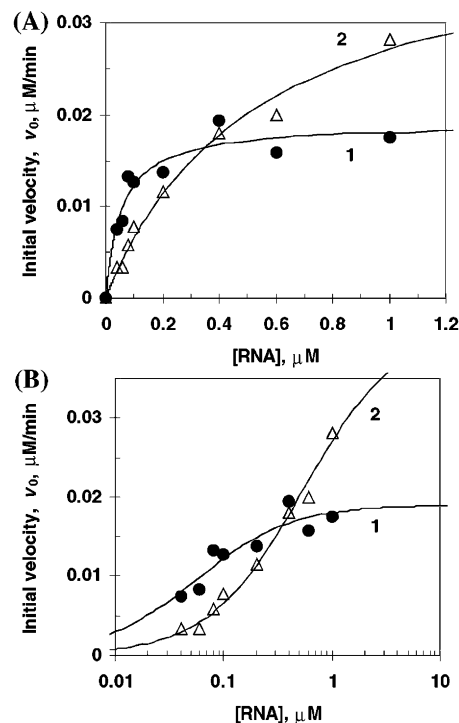 (A)
0.03
0.02
0.01
0
Initial velocity, v₀, μM/min
2
1
0 0.2 0.4 0.6 0.8 1 1.2
[RNA], μM
(B)
0.03
0.02
0.01
0
Initial velocity, v₀, μM/min
2
1
0.01 0.1 1 10
[RNA], μM